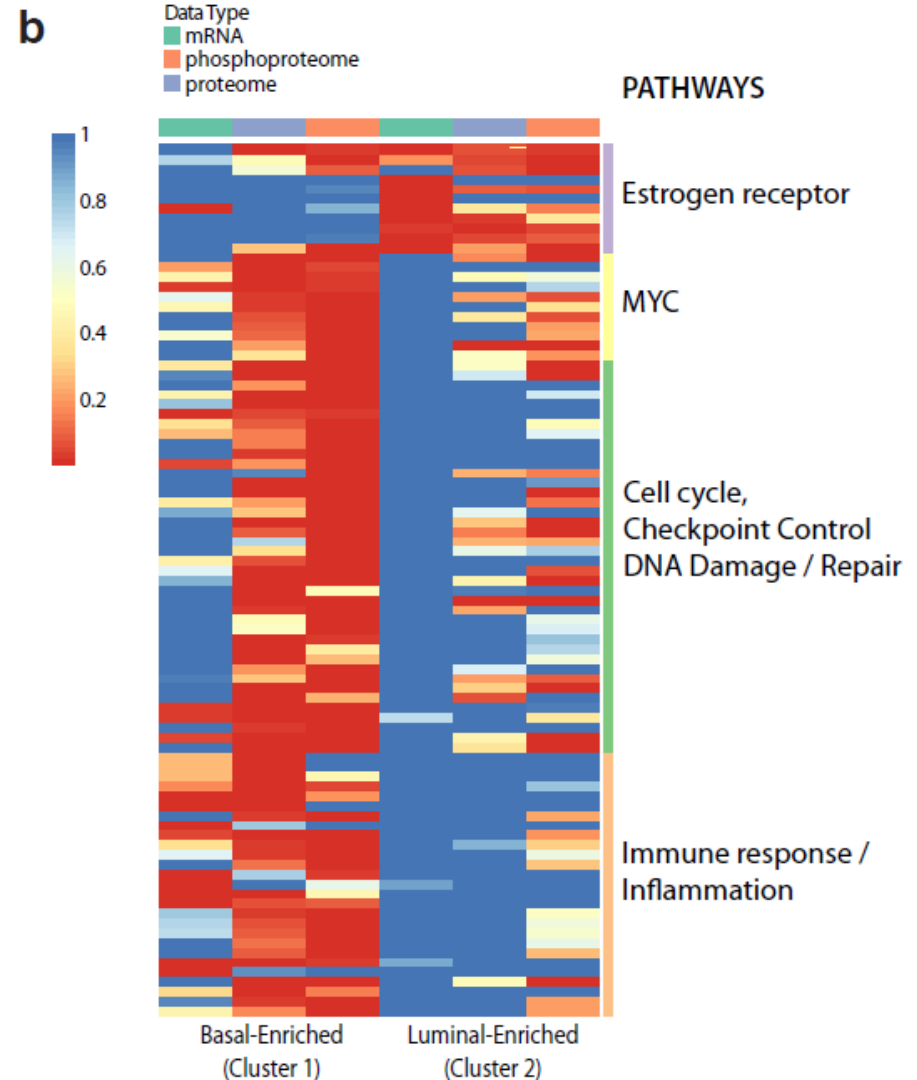 b
Data Type
mRNA
phosphoproteome
proteome
PATHWAYS
1
0.8
0.6
0.4
0.2
Estrogen receptor
MYC
Cell cycle,
Checkpoint Control
DNA Damage / Repair
Immune response /
Inflammation
Basal-Enriched
(Cluster 1)
Luminal-Enriched
(Cluster 2)